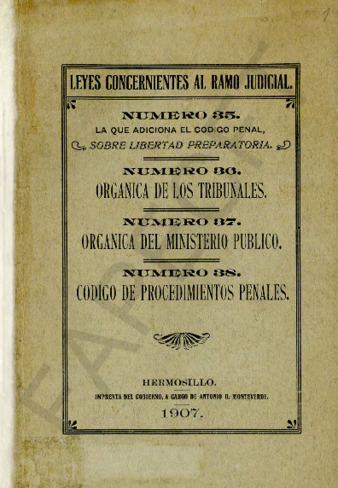 1
LEYES CONCERNIENTES AL RAMO JUDICIAL.
NUMERO 35.
LA QUE ADICIONA EL CODIGO PENAL,
SOBRE LIBERTAD PREPARATORIA.
NUMERO 36.
ORGANICA DE LOS TRIBUNALES.
NUMERO 37.
ORGANICA DEL MINISTERIO PUBLICO.
NUMERO 38.
CODIGO DE PROCEDIMIENTOS PENALES.
HERMOSILLO.
IMPRENTA DEL GOBIERNO, A CARGO DE ANTONIO B. MONTEVERDE.
1907.